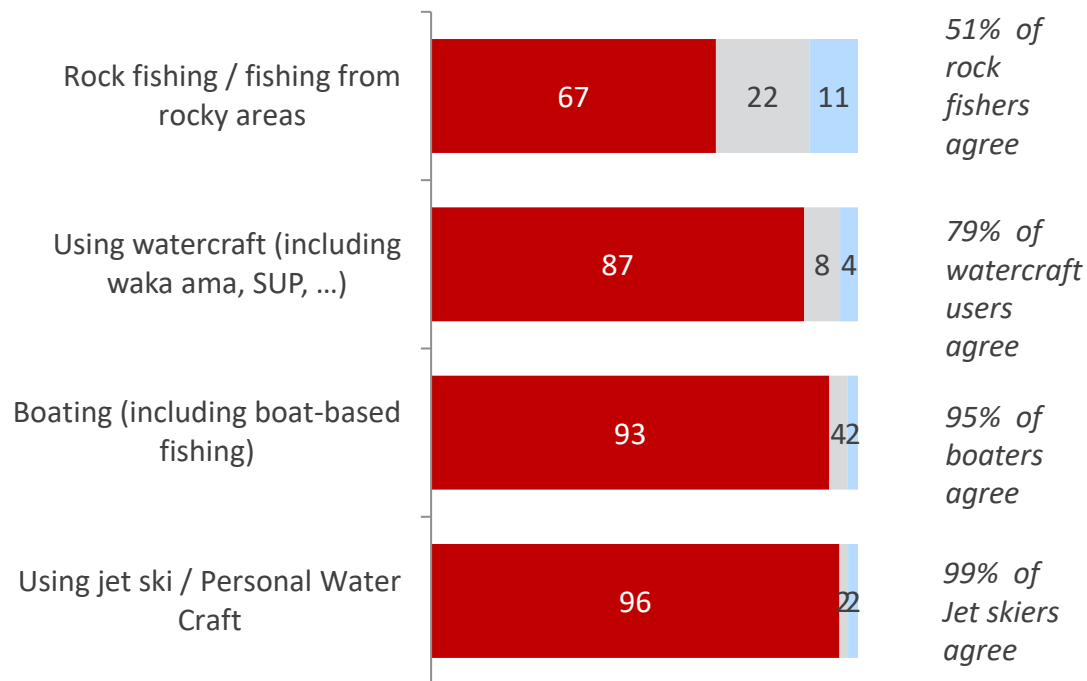 Rock fishing / fishing from
rocky areas
67
22
11
51% of
rock
fishers
agree
Using watercraft (including
waka ama, SUP, ...)
87
8
4
79% of
watercraft
users
agree
Boating (including boat-based
fishing)
93
4
2
95% of
boaters
agree
Using jet ski / Personal Water
Craft
96
2
2
99% of
Jet skiers
agree